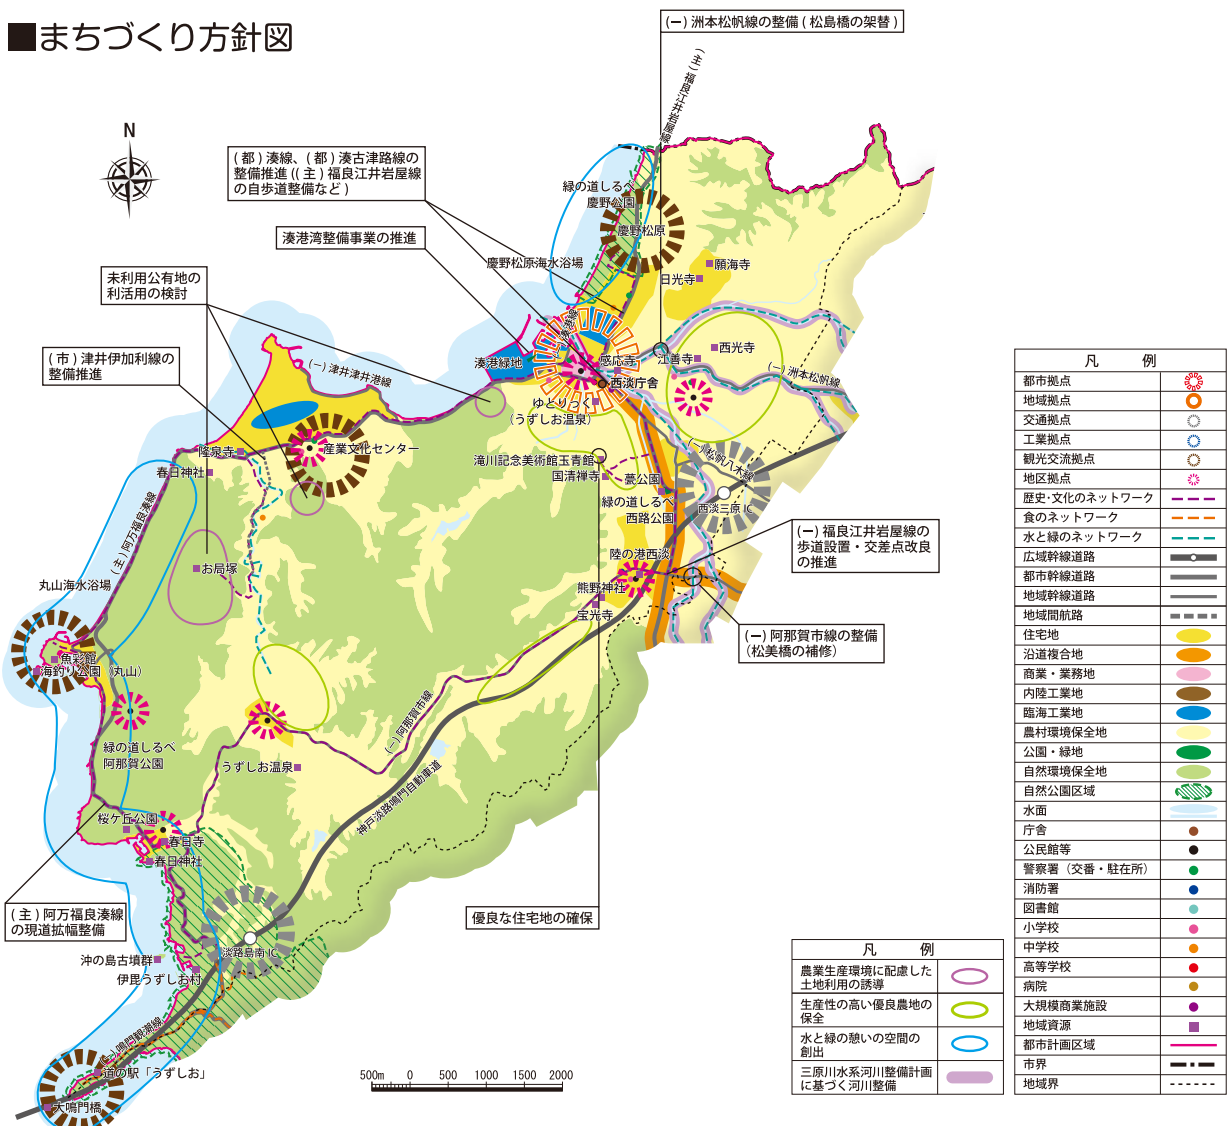 ■まちづくり方針図
(一) 洲本松帆線の整備 ( 松島橋の架替 )
(主) 福良江井岩屋線
N
( 都 ) 湊線、( 都 ) 湊古津路線の
整備推進 (( 主 ) 福良江井岩屋線
の自歩道整備など )
緑の道しるべ
慶野公園
慶野松原
湊港湾整備事業の推進
慶野松原海水浴場
願海寺
日光寺
未利用公有地の
利活用の検討
(一) 湊港線
(市) 津井伊加利線の
整備推進
(一) 津井津井港線
湊港緑地
感応寺
江善寺
西光寺
(一) 洲本松帆線
西淡庁舎
ゆとりっく
(うずしお温泉)
隆泉寺
産業文化センター
春日神社
滝川記念美術館玉青館
国清禅寺
(一) 松帆八木線
甍公園
緑の道しるべ
西路公園
西淡三原 IC
(主) 阿万福良湊線
(一) 福良江井岩屋線の
歩道設置・交差点改良
の推進
陸の港西淡
お局塚
丸山海水浴場
熊野神社
宝光寺
(一) 阿那賀市線の整備
(松美橋の補修)
魚彩館
海釣り公園 (丸山)
(一) 阿那賀市線
緑の道しるべ
阿那賀公園
うずしお温泉
神戸淡路鳴門自動車道
桜ケ丘公園
春日寺
春日神社
( 主 ) 阿万福良湊線
の現道拡幅整備
優良な住宅地の確保
淡路島南 IC
沖の島古墳群
伊毘うずしお村
(一) 鳴門観潮線
道の駅「うずしお」
大鳴門橋
500m 0 500 1000 1500 2000
凡 例
農業生産環境に配慮した
土地利用の誘導
生産性の高い優良農地の
保全
水と緑の憩いの空間の
創出
三原川水系河川整備計画
に基づく河川整備
凡 例
都市拠点
地域拠点
交通拠点
工業拠点
観光交流拠点
地区拠点
歴史・文化のネットワーク
食のネットワーク
水と緑のネットワーク
広域幹線道路
都市幹線道路
地域幹線道路
地域間航路
住宅地
沿道複合地
商業・業務地
内陸工業地
臨海工業地
農村環境保全地
公園・緑地
自然環境保全地
自然公園区域
水面
庁舎
公民館等
警察署 (交番・駐在所)
消防署
図書館
小学校
中学校
高等学校
病院
大規模商業施設
地域資源
都市計画区域
市界
地域界